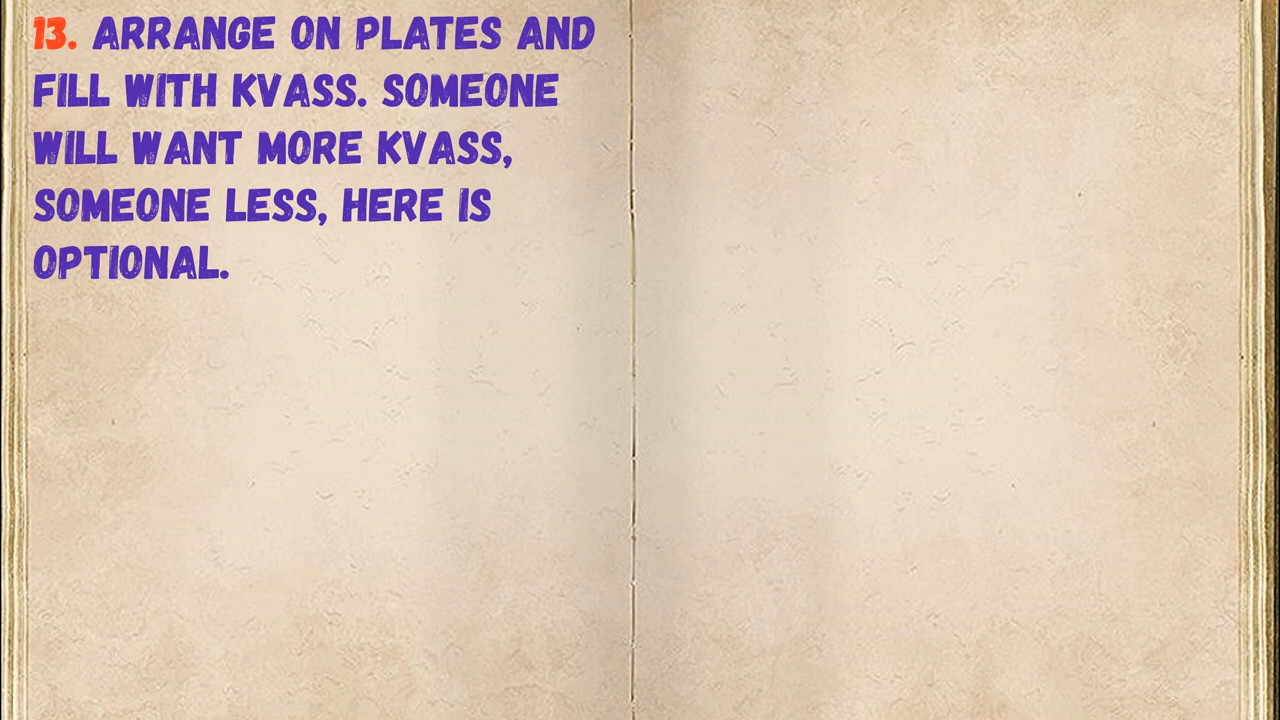 13. ARRANGE ON PLATES AND
FILL WITH KVASS. SOMEONE
WILL WANT MORE KVASS,
SOMEONE LESS, HERE IS
OPTIONAL.